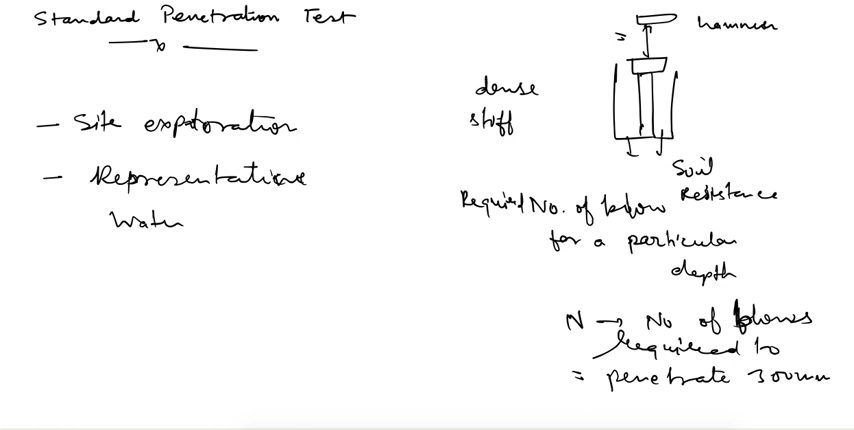 Standard Penetration Test
- Site exploration
- Representative
Water
hammer
=
dense
stiff
Soil
Resistance
Required No. of blow
for a particular
depth
N → No of blows
required to
= penetrate 300mm